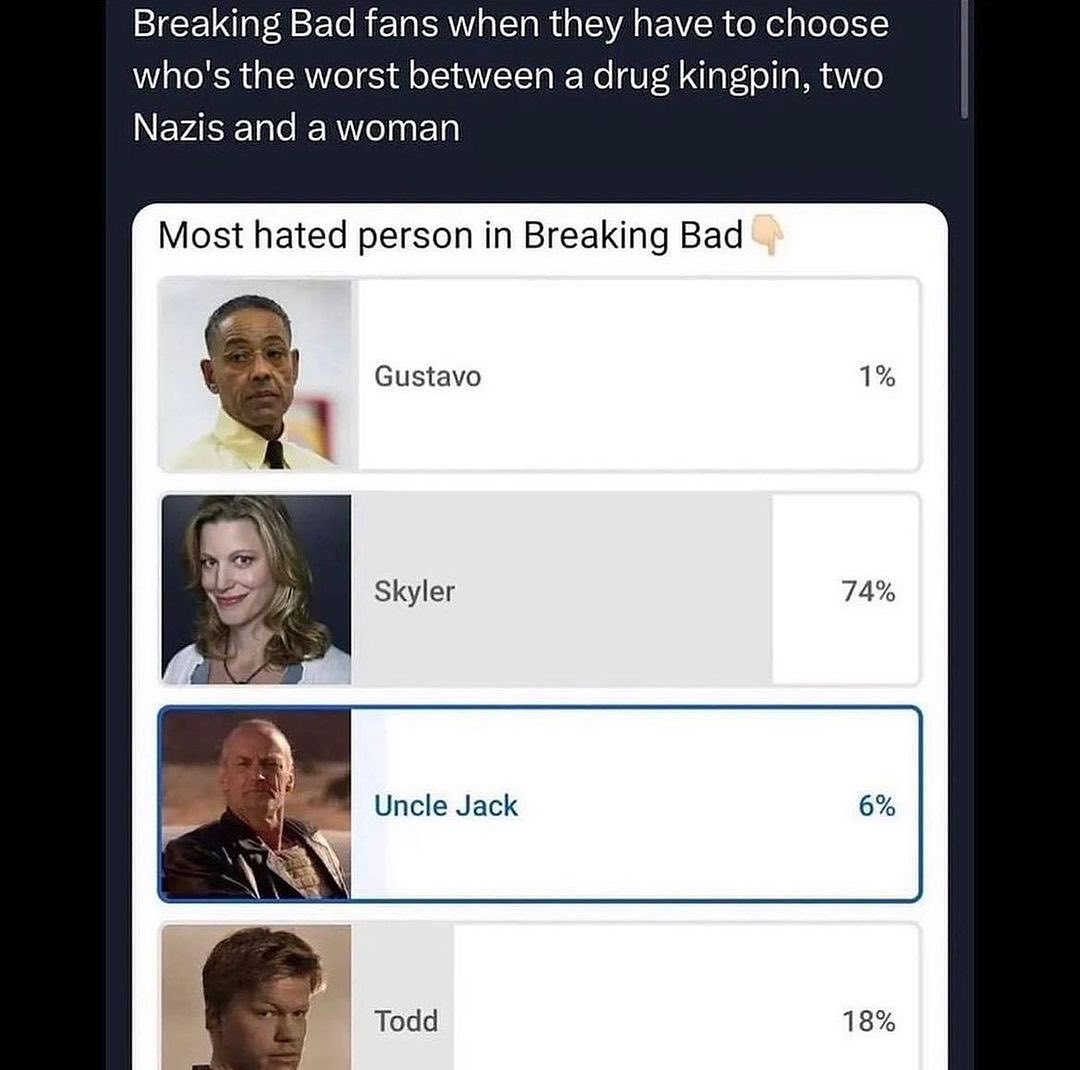 Breaking Bad fans when they have to choose
who's the worst between a drug kingpin, two
Nazis and a woman
Most hated person in Breaking Bad👇🏻
Gustavo 1%
Skyler 74%
Uncle Jack 6%
Todd 18%